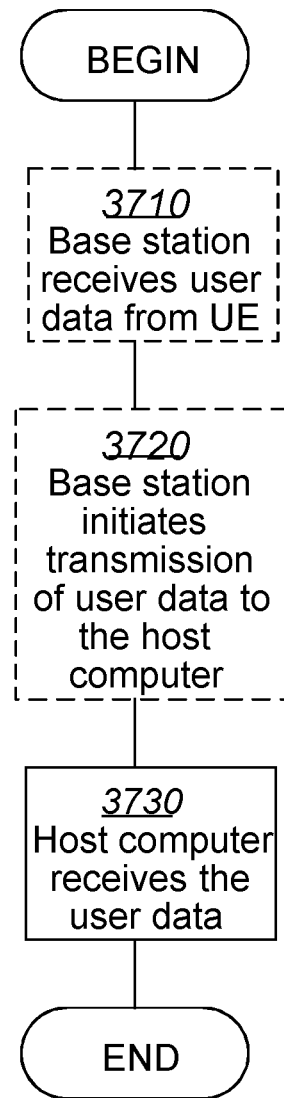 BEGIN
3710
Base station
receives user
data from UE
3720
Base station
initiates
transmission
of user data to
the host
computer
3730
Host computer
receives the
user data
END